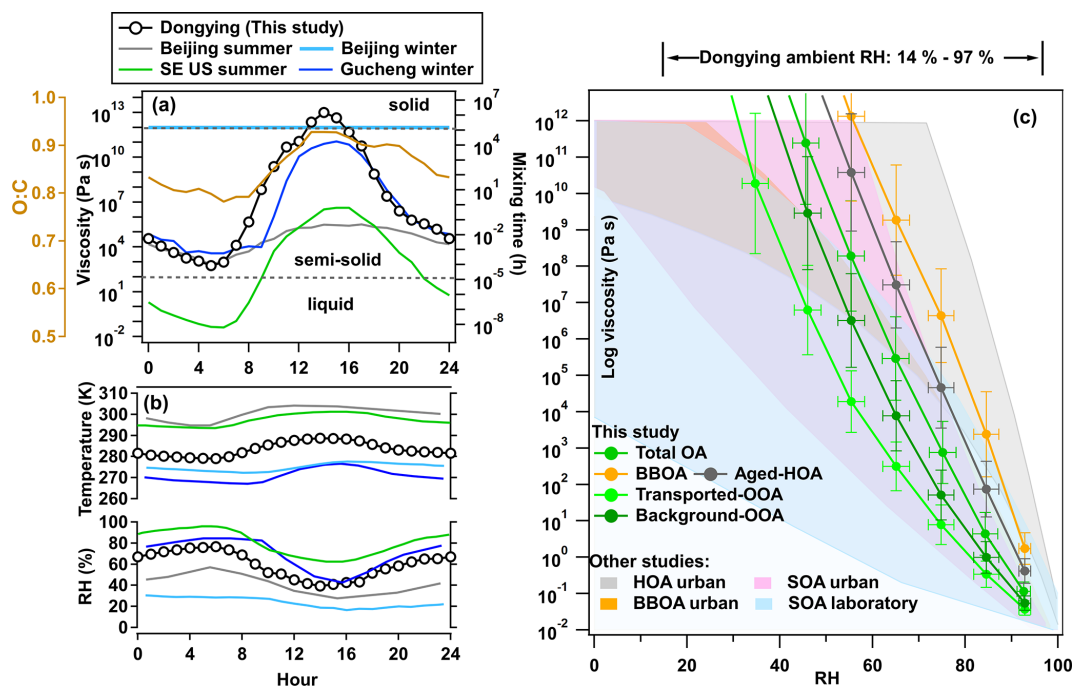 Dongying (This study)
Beijing summer
Beijing winter
SE US summer
Gucheng winter
(a)
solid
semi-solid
liquid
O:C
1.0
0.9
0.8
0.7
0.6
0.5
Viscosity (Pa s)
10^13
10^10
10^7
10^4
10^2
10^-2
Mixing time (h)
10^7
10^4
10^1
10^-2
10^-5
10^-8
0 4 8 12 16 20 24
(b)
Temperature (K)
310
300
290
280
270
260
RH (%)
100
80
60
40
20
0
0 4 8 12 16 20 24
Hour
Dongying ambient RH: 14 % - 97 %
(c)
Log viscosity (Pa s)
10^12
10^11
10^10
10^9
10^8
10^7
10^6
10^5
10^4
10^3
10^2
10^1
10^0
10^-1
10^-2
This study
Total OA
BBOA
Aged-HOA
Transported-OOA
Background-OOA
Other studies:
HOA urban
SOA urban
BBOA urban
SOA laboratory
0 20 40 60 80 100
RH